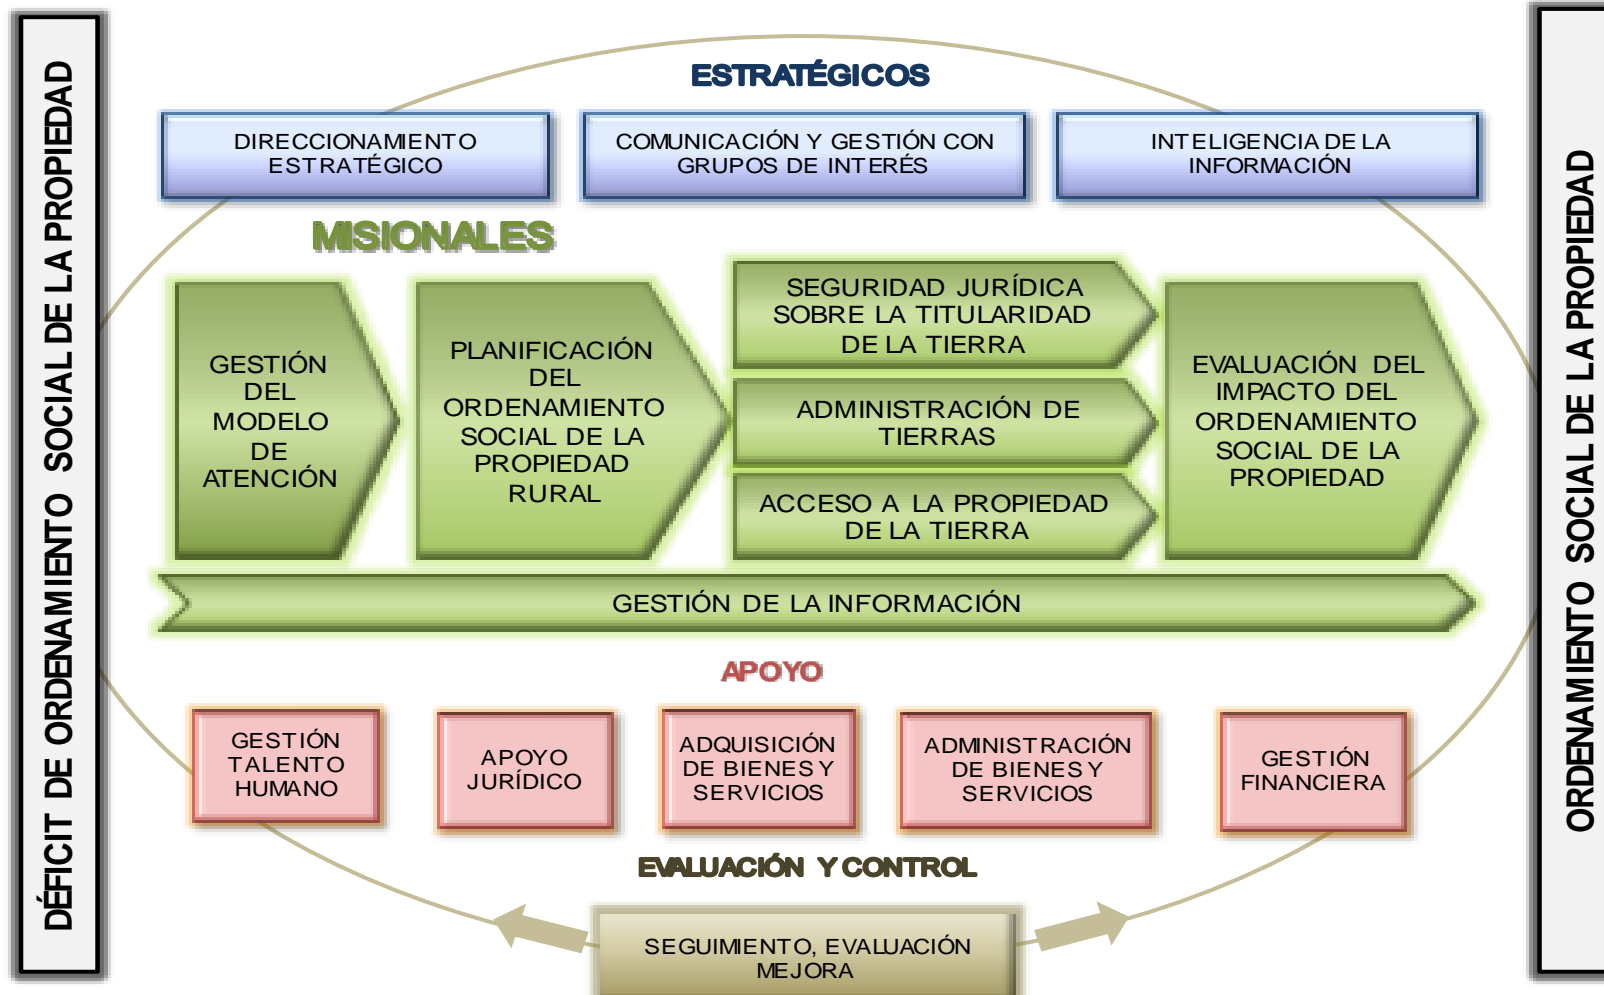 DÉFICIT DE ORDENAMIENTO SOCIAL DE LA PROPIEDAD
ESTRATÉGICOS
DIRECCIONAMIENTO
ESTRATÉGICO
COMUNICACIÓN Y GESTIÓN CON
GRUPOS DE INTERÉS
INTELIGENCIA DE LA
INFORMACIÓN
MISIONALES
GESTIÓN
DEL
MODELO
DE
ATENCIÓN
PLANIFICACIÓN
DEL
ORDENAMIENTO
SOCIAL DE LA
PROPIEDAD
RURAL
SEGURIDAD JURÍDICA
SOBRE LA TITULARIDAD
DE LA TIERRA
ADMINISTRACIÓN DE
TIERRAS
ACCESO A LA PROPIEDAD
DE LA TIERRA
EVALUACIÓN DEL
IMPACTO DEL
ORDENAMIENTO
SOCIAL DE LA
PROPIEDAD
GESTIÓN DE LA INFORMACIÓN
APOYO
GESTIÓN
TALENTO
HUMANO
APOYO
JURÍDICO
ADQUISICIÓN
DE BIENES Y
SERVICIOS
ADMINISTRACIÓN
DE BIENES Y
SERVICIOS
GESTIÓN
FINANCIERA
EVALUACIÓN Y CONTROL
SEGUIMIENTO, EVALUACIÓN
MEJORA
ORDENAMIENTO SOCIAL DE LA PROPIEDAD